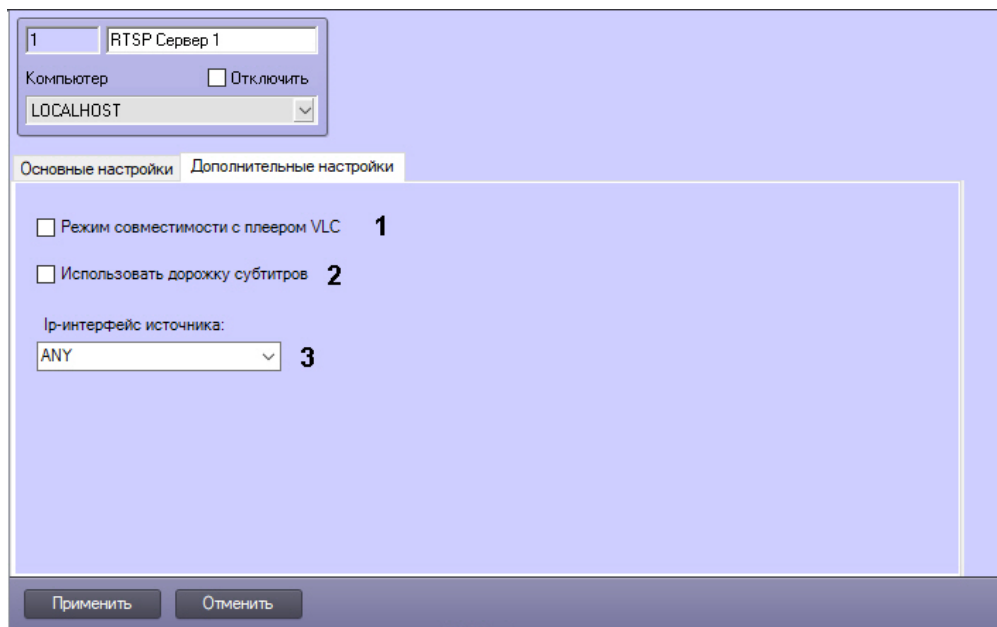 1 RTSP Сервер 1
Компьютер Отключить
LOCALHOST
Основные настройки Дополнительные настройки
Режим совместимости с плеером VLC 1
Использовать дорожку субтитров 2
Ip-интерфейс источника:
ANY 3
Применить Отменить